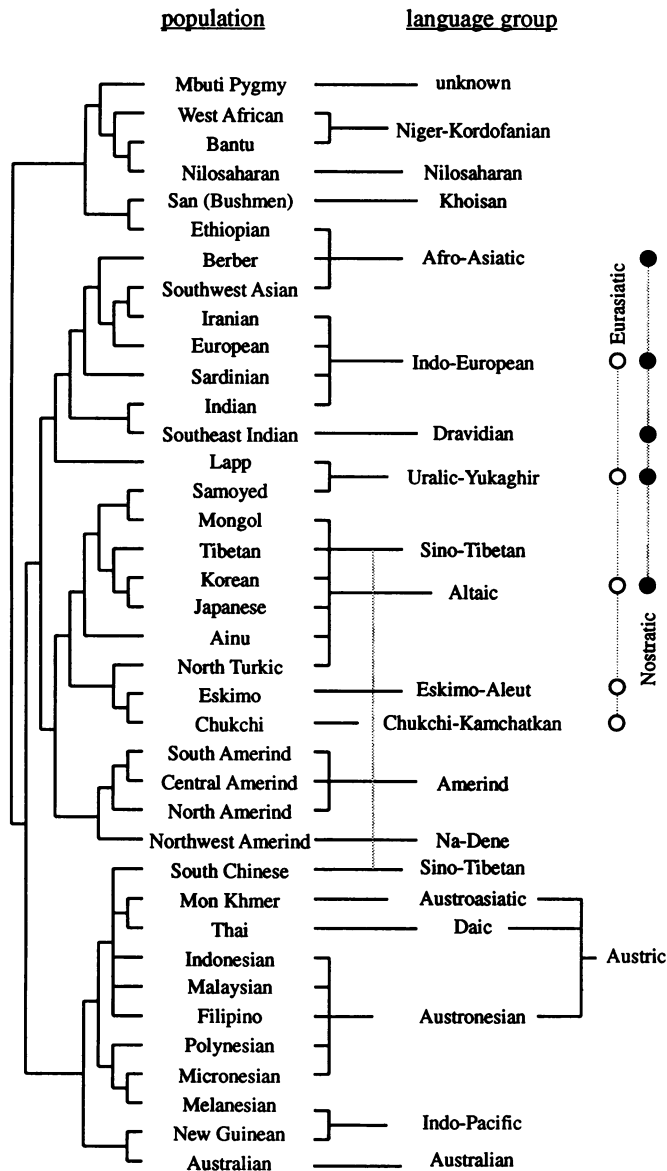 population language group
Mbuti Pygmy unknown
West African
Niger-Kordofanian
Bantu
Nilosaharan Nilosaharan
San (Bushmen) Khoisan
Ethiopian
Berber Afro-Asiatic
Southwest Asian
Eurasiatic
Iranian
European
Indo-European
Sardinian
Indian
Southeast Indian Dravidian
Lapp
Uralic-Yukaghir
Samoyed
Mongol
Tibetan Sino-Tibetan
Korean
Altaic
Japanese
Ainu
Nostratic
North Turkic
Eskimo Eskimo-Aleut
Chukchi Chukchi-Kamchatkan
South Amerind
Central Amerind Amerind
North Amerind
Northwest Amerind Na-Dene
South Chinese Sino-Tibetan
Mon Khmer Austroasiatic
Thai Daic
Indonesian Austric
Malaysian
Filipino Austronesian
Polynesian
Micronesian
Melanesian
Indo-Pacific
New Guinean
Australian Australian